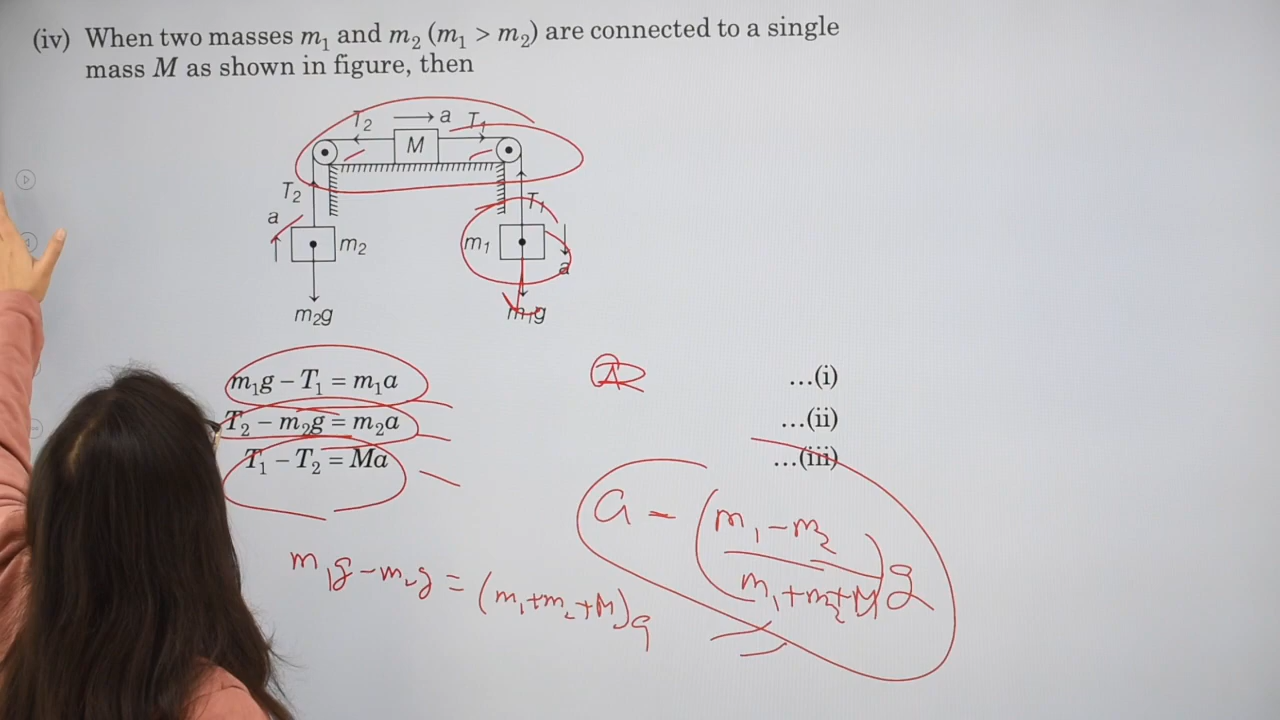 (iv) When two masses m₁ and m₂ (m₁ > m₂) are connected to a single
mass M as shown in figure, then
T₂ a T₁
M
T₂ T₁
a m₂ m₁ a
m₂g m₁g
m₁g − T₁ = m₁a ...(i)
T₂ − m₂g = m₂a ...(ii)
T₁ − T₂ = Ma ...(iii)
a = (m₁ − m₂ / m₁ + m₂ + M) g
m₁g − m₂g = (m₁ + m₂ + M)a